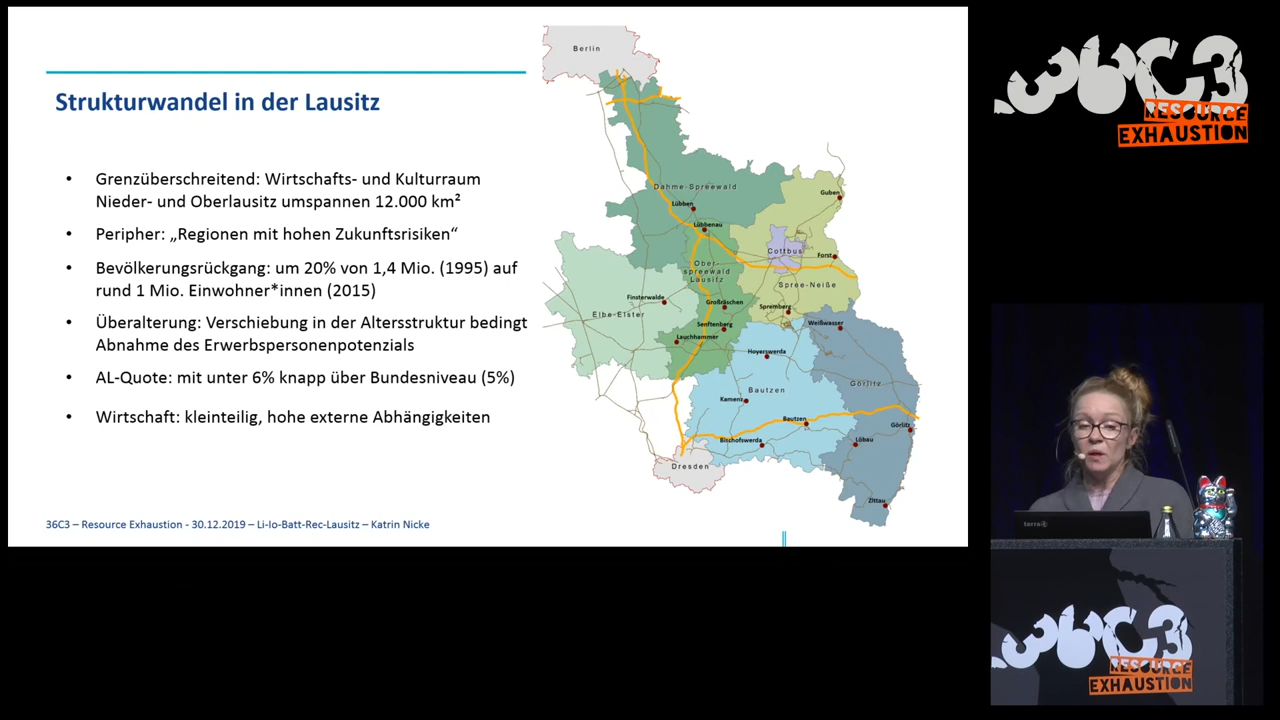 Strukturwandel in der Lausitz
• Grenzüberschreitend: Wirtschafts- und Kulturraum
Nieder- und Oberlausitz umspannen 12.000 km²
• Peripher: „Regionen mit hohen Zukunftsrisiken“
• Bevölkerungsrückgang: um 20% von 1,4 Mio. (1995) auf
rund 1 Mio. Einwohner*innen (2015)
• Überalterung: Verschiebung in der Altersstruktur bedingt
Abnahme des Erwerbspersonenpotenzials
• AL-Quote: mit unter 6% knapp über Bundesniveau (5%)
• Wirtschaft: kleinteilig, hohe externe Abhängigkeiten
36C3 – Resource Exhaustion - 30.12.2019 – Li-Io-Batt-Rec-Lausitz – Katrin Nicke
Berlin
Dahme-Spreewald
Lübben
Lübbenau
Guben
Cottbus
Forst
Ober-
spreewald
Lausitz
Spree-Neiße
Finsterwalde
Elbe-Elster
Großräschen
Spremberg
Senftenberg
Weißwasser
Lauchhammer
Hoyerswerda
Görlitz
Bautzen
Kamenz
Bautzen
Görlitz
Bischofswerda
Löbau
Dresden
Zittau
36C3
RESOURCE
EXHAUSTION
terra
36C3
RESOURCE
EXHAUSTION